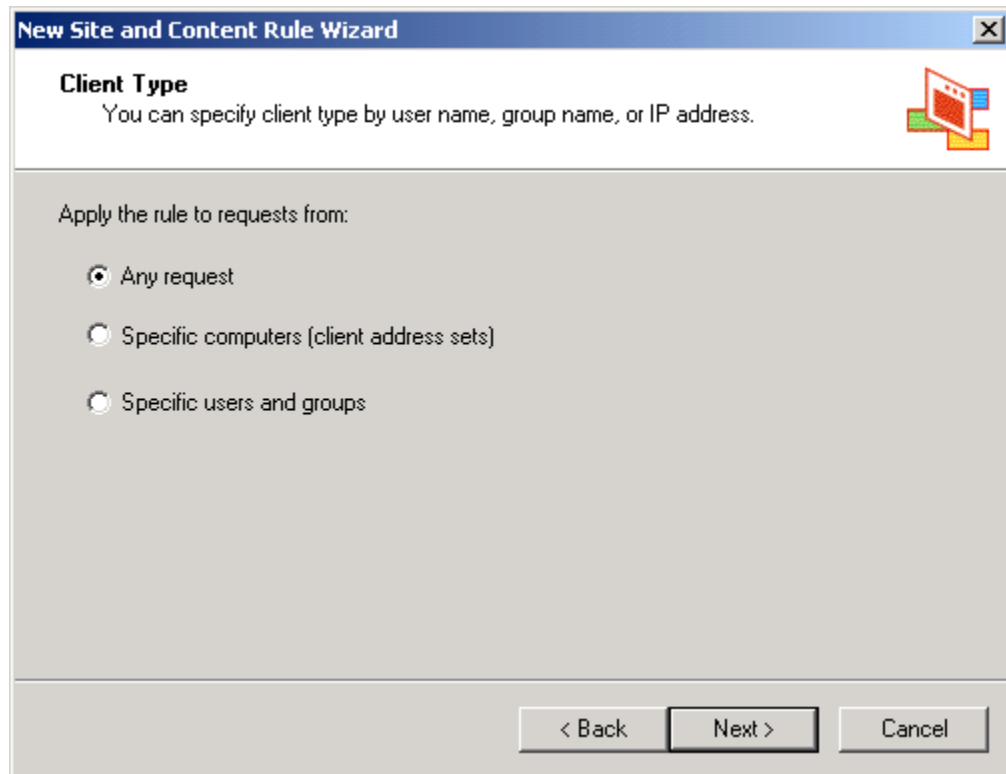 New Site and Content Rule Wizard
Client Type
You can specify client type by user name, group name, or IP address.
Apply the rule to requests from:
Any request
Specific computers (client address sets)
Specific users and groups
< Back Next > Cancel